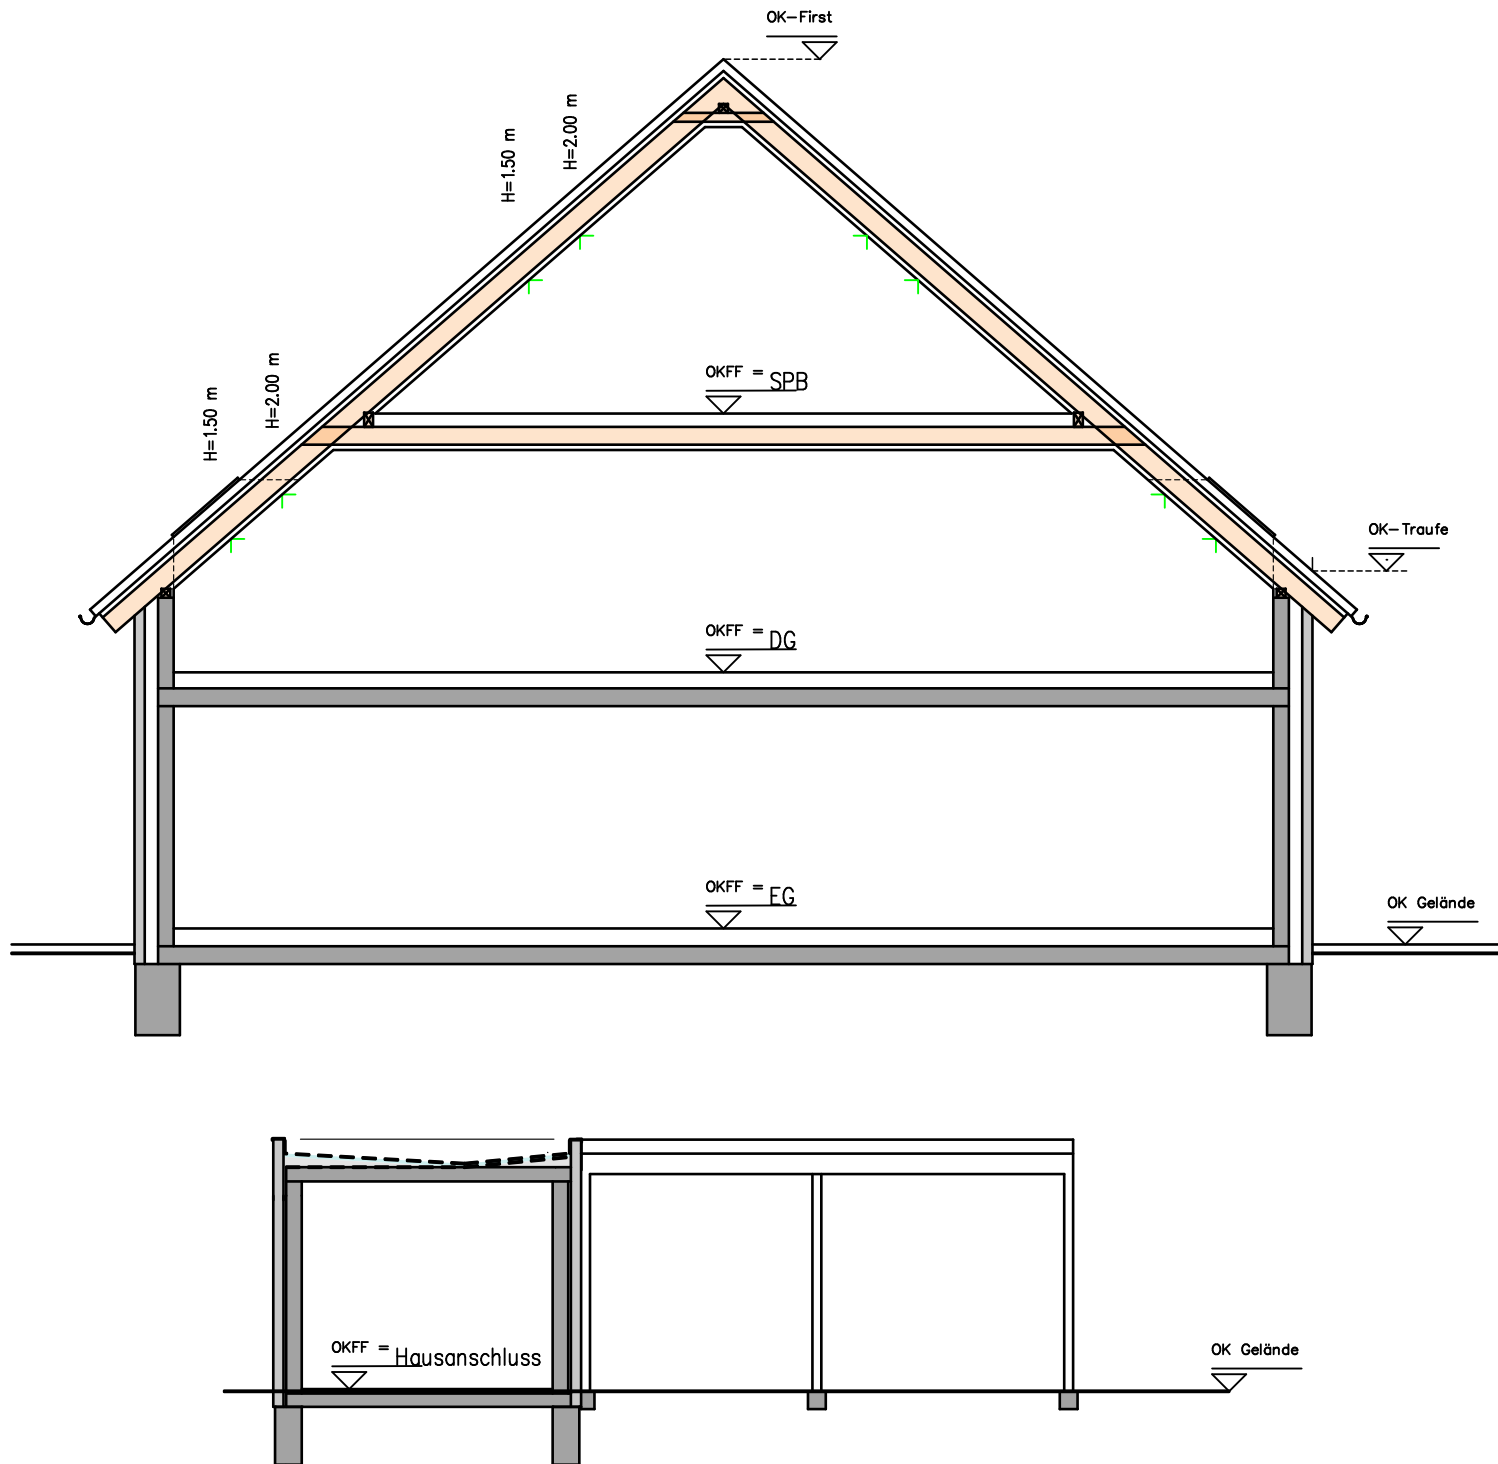 OK-First
H=1.50 m
H=2.00 m
OKFF = SPB
H=1.50 m
H=2.00 m
OK-Traufe
OKFF = DG
OKFF = EG
OK Gelände
OKFF = Hausanschluss
OK Gelände